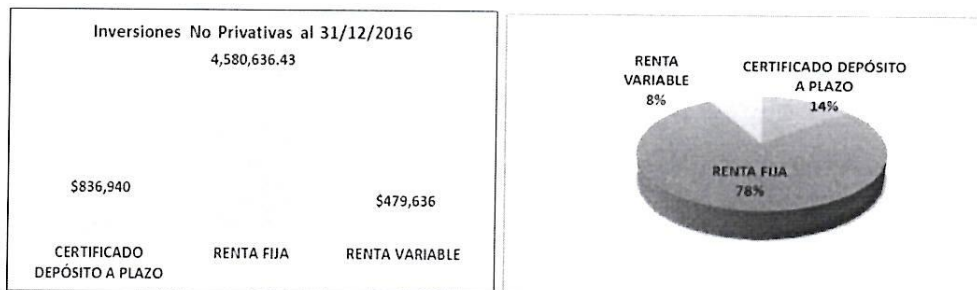 Inversiones No Privativas al 31/12/2016
4,580,636.43
$836,940
$479,636
CERTIFICADO
DEPÓSITO A PLAZO
RENTA FIJA
RENTA VARIABLE
RENTA
VARIABLE
8%
CERTIFICADO DEPÓSITO
A PLAZO
14%
RENTA FIJA
78%